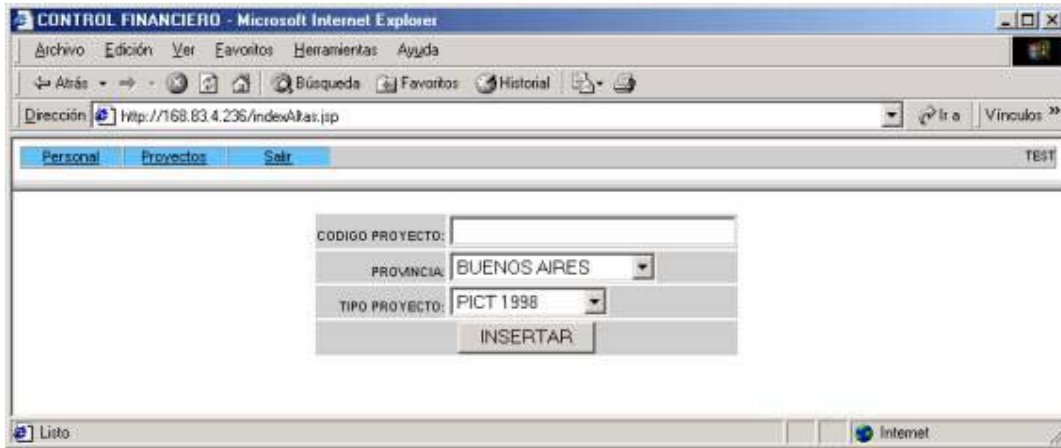 CONTROL FINANCIERO - Microsoft Internet Explorer
Archivo Edición Ver Favoritos Herramientas Ayuda
Atrás Búsqueda Favoritos Historial
Dirección http://168.83.4.236/indexAltas.jsp Ir a Vínculos »
Personal Proyectos Salir TEST
CODIGO PROYECTO:
PROVINCIA: BUENOS AIRES
TIPO PROYECTO: PICT 1998
INSERTAR
Listo Internet